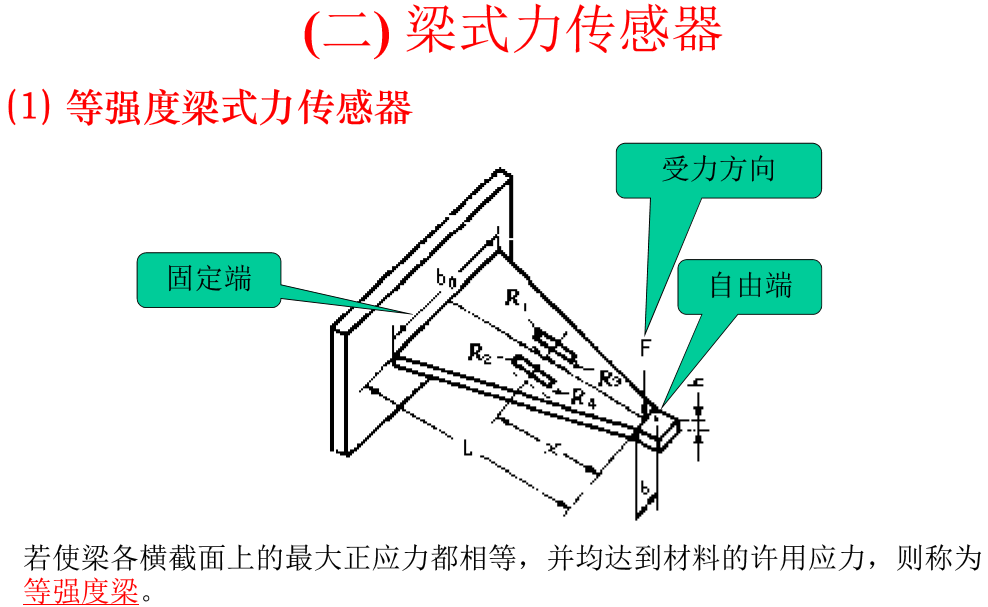 (二) 梁式力传感器
(1) 等强度梁式力传感器
受力方向
固定端
自由端
b0
R1
F
R2
R3
h
R4
L
x
b
若使梁各横截面上的最大正应力都相等，并均达到材料的许用应力，则称为
等强度梁。